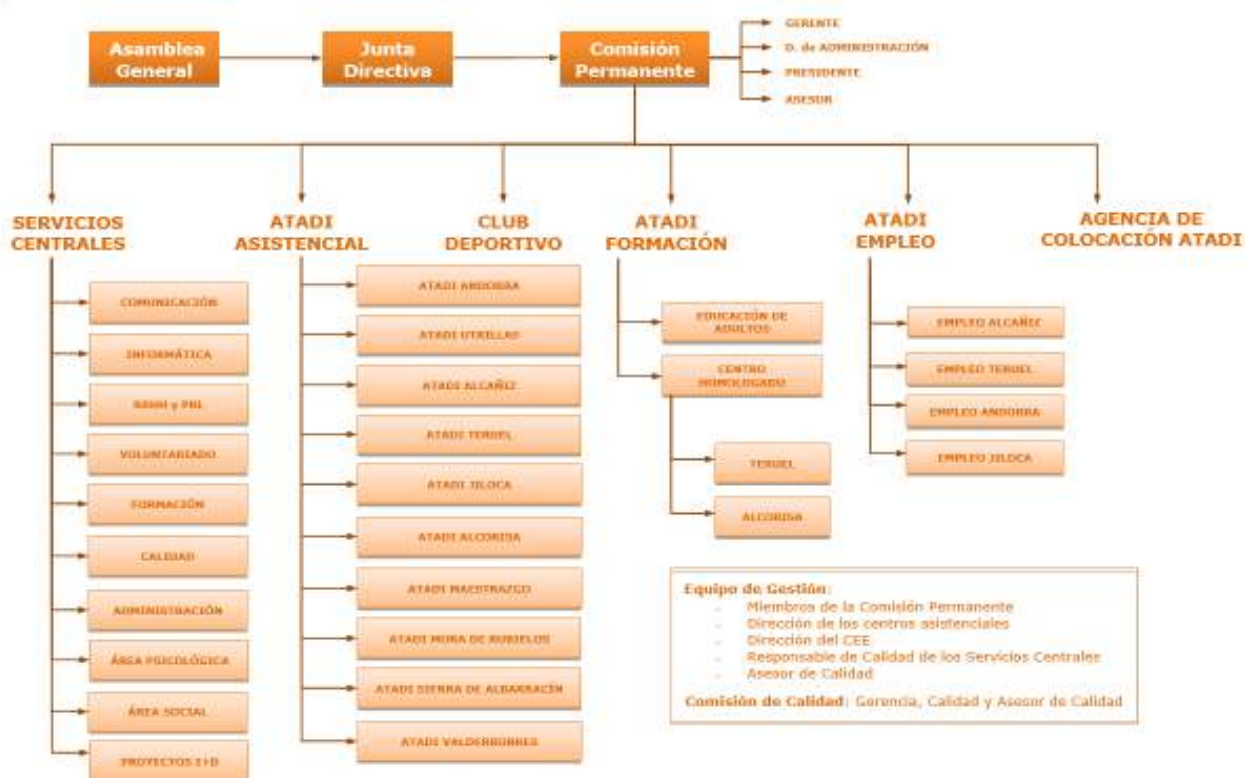 Asamblea
General
Junta
Directiva
Comisión
Permanente
GERENTE
D. de ADMINISTRACIÓN
PRESIDENTE
ASESOR
SERVICIOS
CENTRALES
COMUNICACIÓN
INFORMÁTICA
RRHH y PRL
VOLUNTARIADO
FORMACIÓN
CALIDAD
ADMINISTRACIÓN
ÁREA PSICOLÓGICA
ÁREA SOCIAL
PROYECTOS I+D
ATADI
ASISTENCIAL
CLUB
DEPORTIVO
ATADI ANDORRA
ATADI UTRILLAS
ATADI ALCAÑIZ
ATADI TERUEL
ATADI JILOCA
ATADI ALCORISA
ATADI MAESTRAZGO
ATADI MORA DE RUBIELOS
ATADI SIERRA DE ALBARRACÍN
ATADI VALDERROBRES
ATADI
FORMACIÓN
EDUCACIÓN DE
ADULTOS
CENTRO
HOMOLOGADO
TERUEL
ALCORISA
ATADI
EMPLEO
EMPLEO ALCAÑIZ
EMPLEO TERUEL
EMPLEO ANDORRA
EMPLEO JILOCA
AGENCIA DE
COLOCACIÓN ATADI
Equipo de Gestión:
- Miembros de la Comisión Permanente
- Dirección de los centros asistenciales
- Dirección del CEE
- Responsable de Calidad de los Servicios Centrales
- Asesor de Calidad
Comisión de Calidad: Gerencia, Calidad y Asesor de Calidad